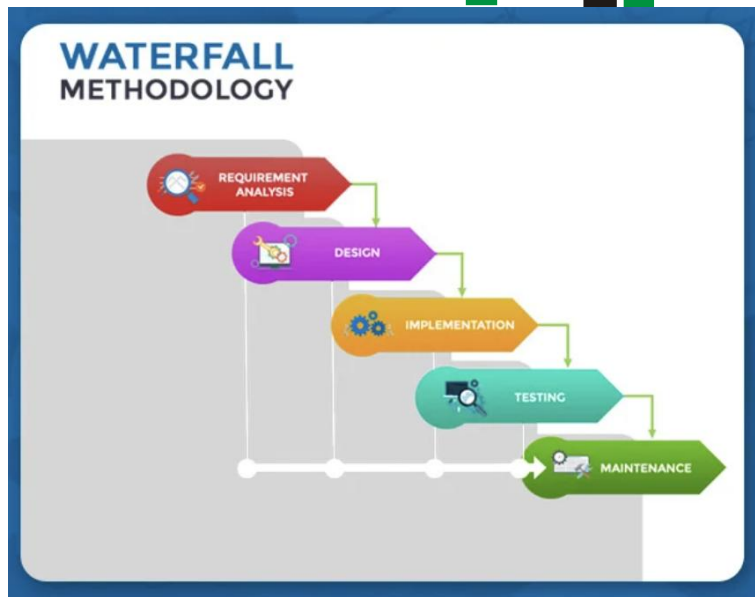 WATERFALL
METHODOLOGY
REQUIREMENT
ANALYSIS
DESIGN
IMPLEMENTATION
TESTING
MAINTENANCE